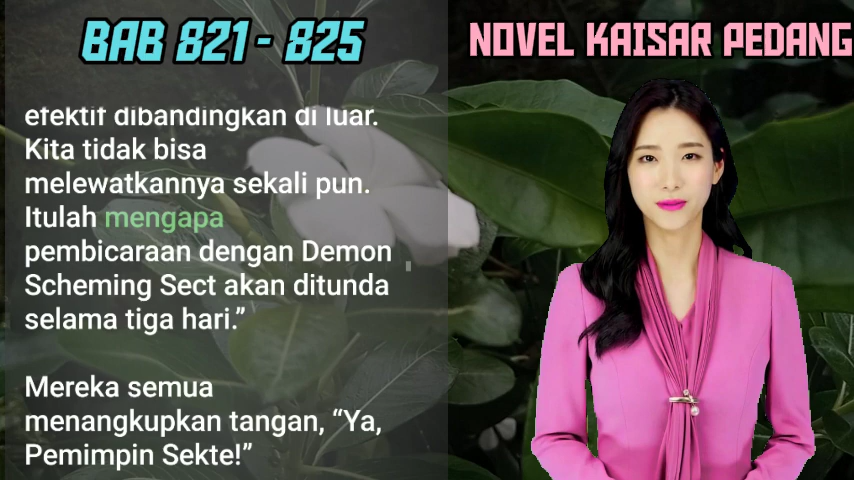 BAB 821 - 825
NOVEL KAISAR PEDANG
efektif dibandingkan di luar.
Kita tidak bisa
melewatkannya sekali pun.
Itulah mengapa
pembicaraan dengan Demon
Scheming Sect akan ditunda
selama tiga hari.”
Mereka semua
menangkupkan tangan, “Ya,
Pemimpin Sekte!”